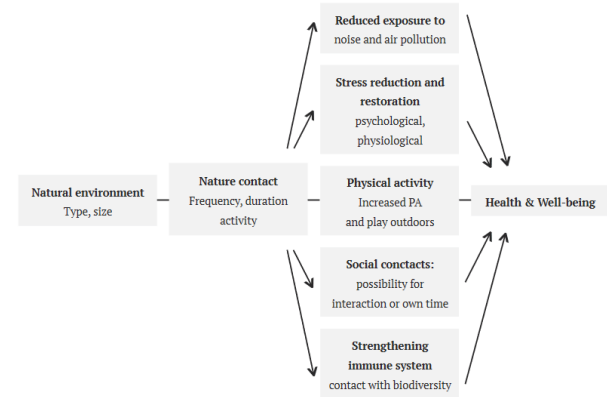 Reduced exposure to
noise and air pollution
Stress reduction and
restoration
psychological,
physiological
Natural environment
Type, size
Nature contact
Frequency, duration
activity
Physical activity
Increased PA
and play outdoors
Health & Well-being
Social conctacts:
possibility for
interaction or own time
Strengthening
immune system
contact with biodiversity